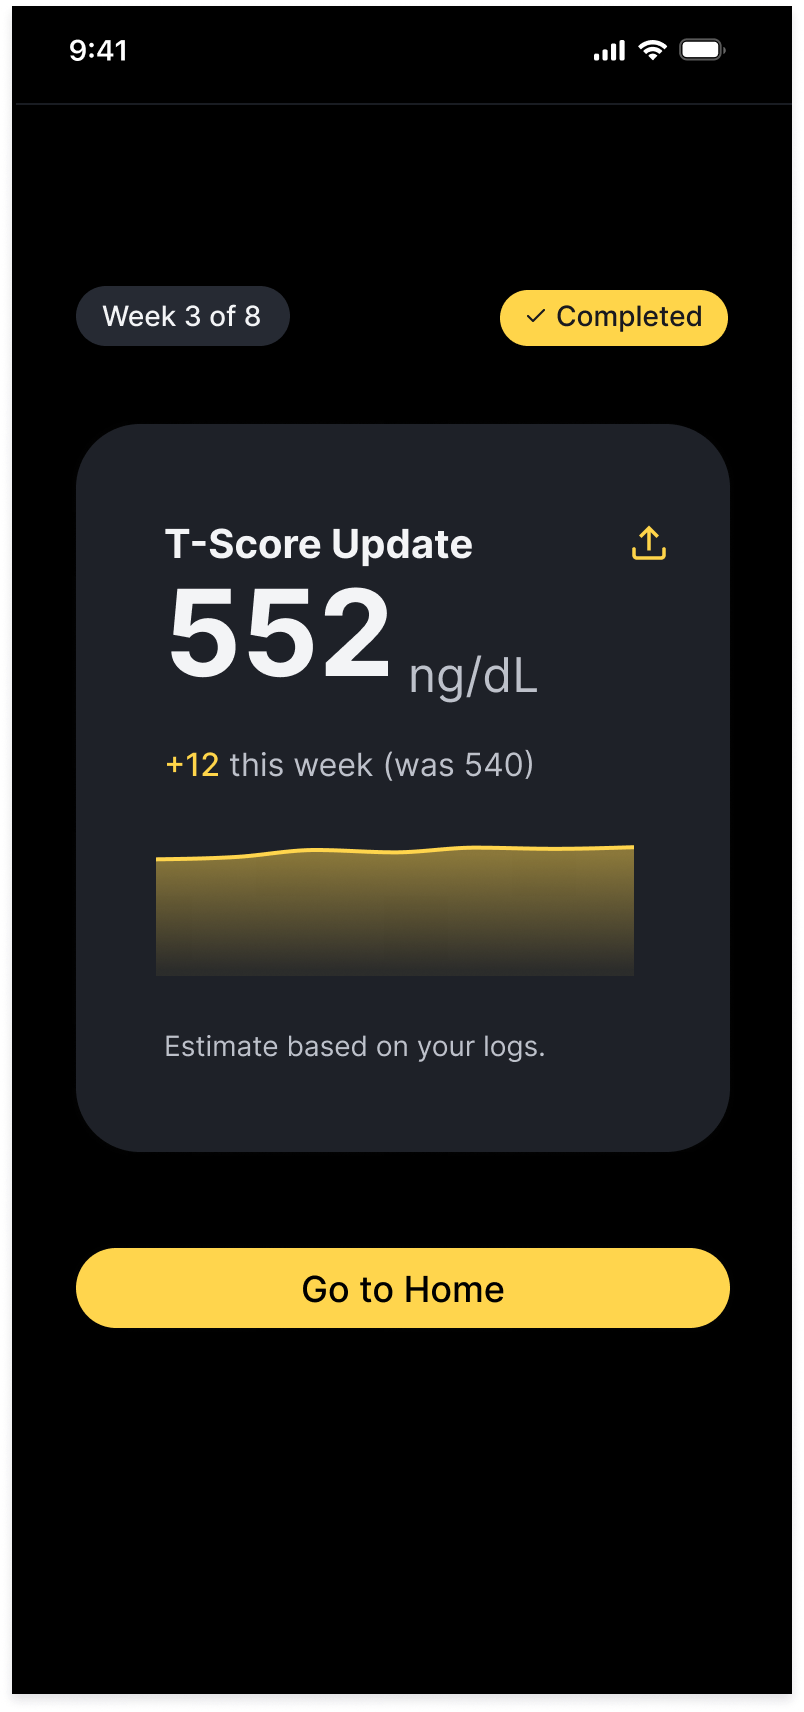 9:41
Week 3 of 8
✓ Completed
T-Score Update
552 ng/dL
+12 this week (was 540)
Estimate based on your logs.
Go to Home